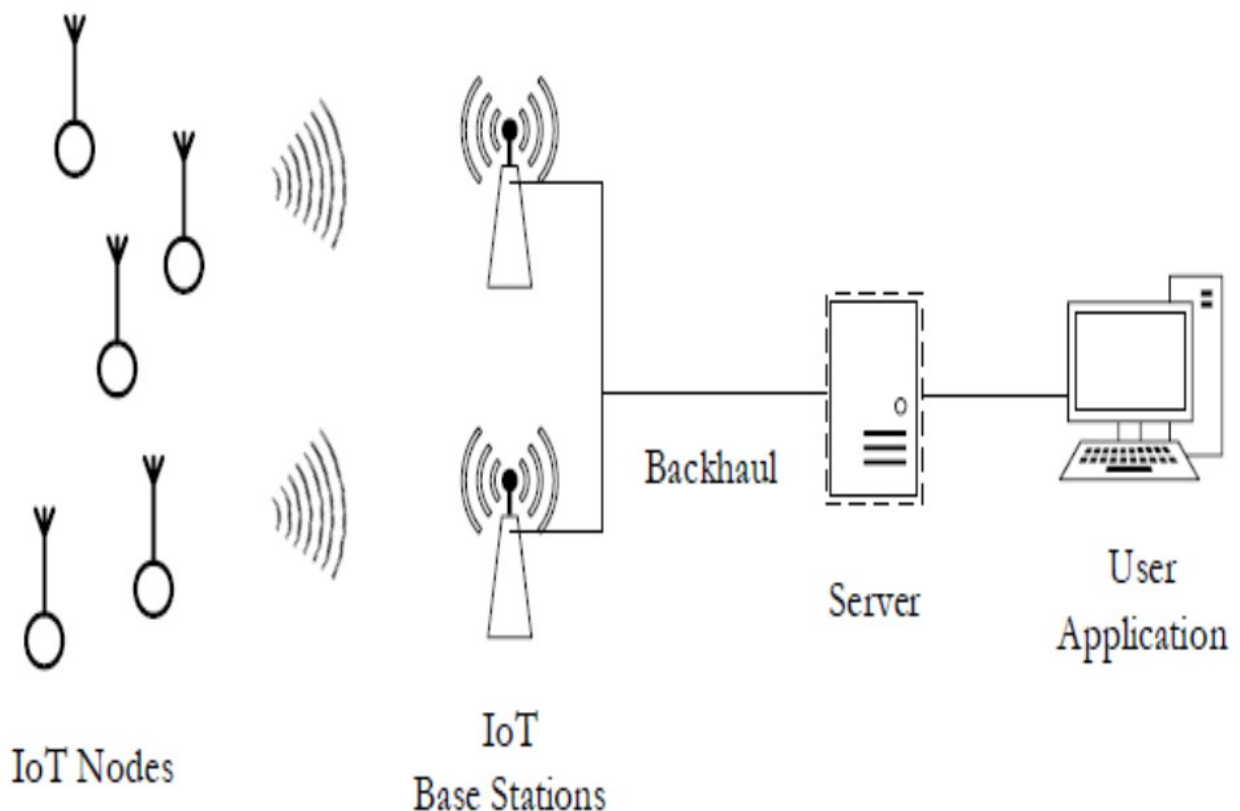 Backhaul
Server
User
Application
IoT Nodes
IoT
Base Stations